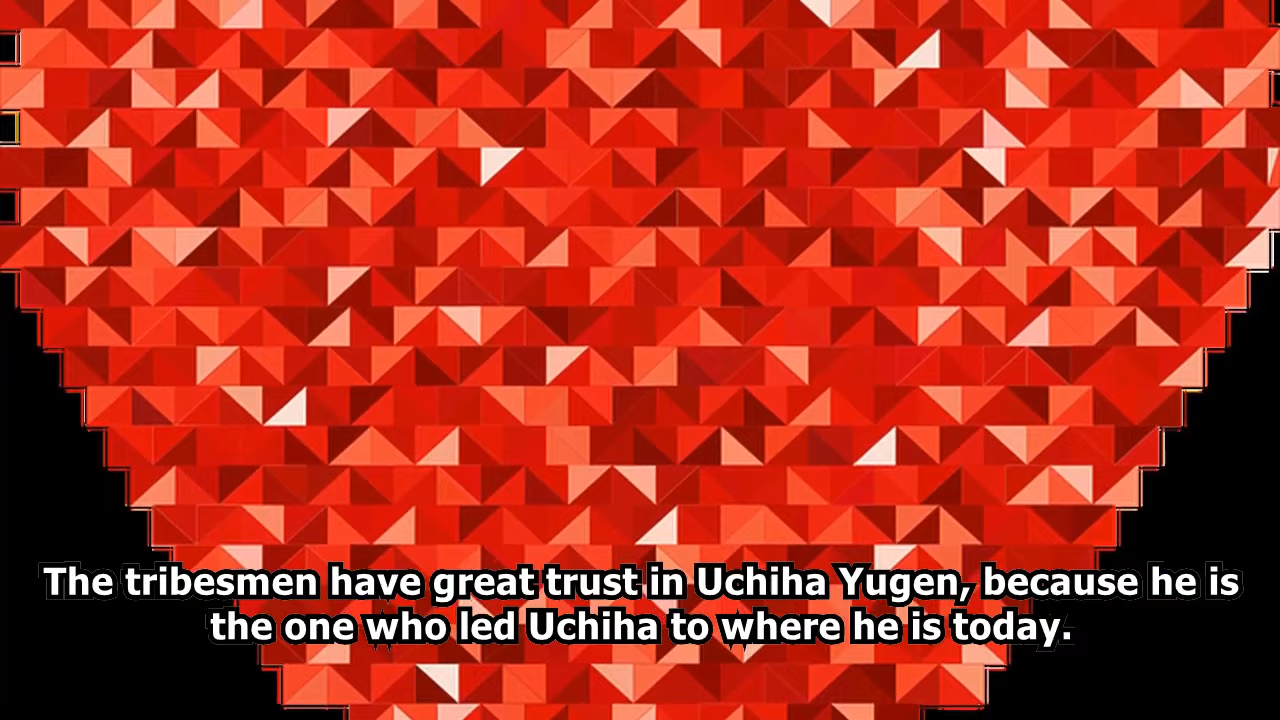 The tribesmen have great trust in Uchiha Yugen, because he is
the one who led Uchiha to where he is today.